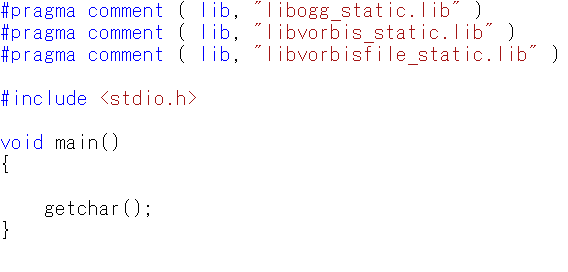 #pragma comment ( lib, "libogg_static.lib" )
#pragma comment ( lib, "libvorbis_static.lib" )
#pragma comment ( lib, "libvorbisfile_static.lib" )
#include <stdio.h>
void main()
{
getchar();
}